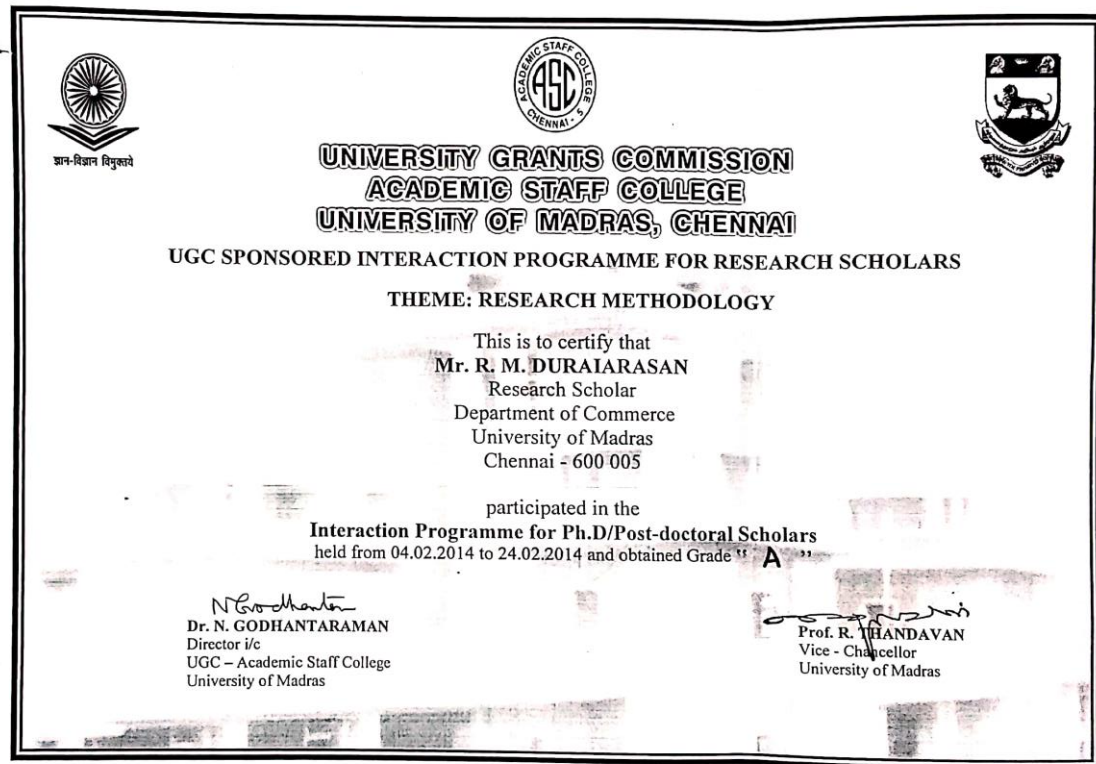 ACADEMIC STAFF COLLEGE
ASC
CHENNAI - 5
ज्ञान-विज्ञान विमुक्तये
UNIVERSITY GRANTS COMMISSION
ACADEMIC STAFF COLLEGE
UNIVERSITY OF MADRAS, CHENNAI
UGC SPONSORED INTERACTION PROGRAMME FOR RESEARCH SCHOLARS
THEME: RESEARCH METHODOLOGY
This is to certify that
Mr. R. M. DURAIARASAN
Research Scholar
Department of Commerce
University of Madras
Chennai - 600 005
participated in the
Interaction Programme for Ph.D/Post-doctoral Scholars
held from 04.02.2014 to 24.02.2014 and obtained Grade " A "
Dr. N. GODHANTARAMAN
Director i/c
UGC – Academic Staff College
University of Madras
Prof. R. THANDAVAN
Vice - Chancellor
University of Madras